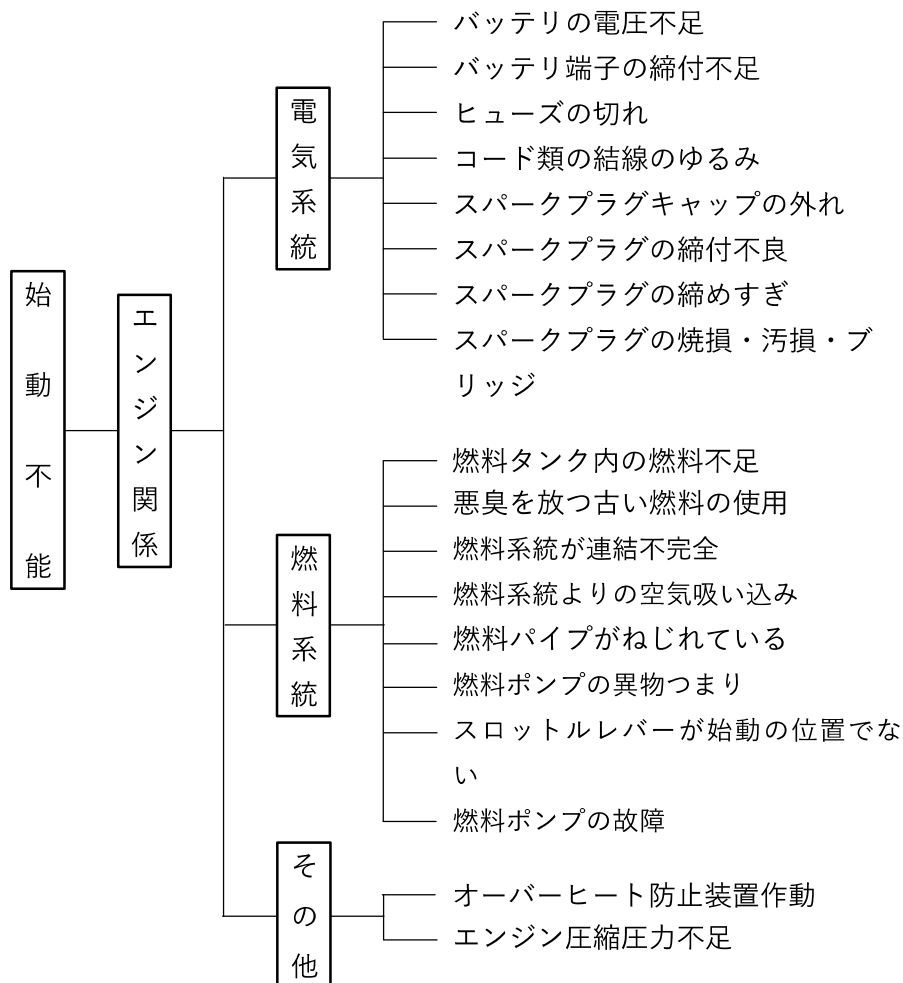 始動不能
エンジン関係
電気系統
バッテリの電圧不足
バッテリ端子の締付不足
ヒューズの切れ
コード類の結線のゆるみ
スパークプラグキャップの外れ
スパークプラグの締付不良
スパークプラグの締めすぎ
スパークプラグの焼損・汚損・ブ
リッジ
燃料系統
燃料タンク内の燃料不足
悪臭を放つ古い燃料の使用
燃料系統が連結不完全
燃料系統よりの空気吸い込み
燃料パイプがねじれている
燃料ポンプの異物つまり
スロットルレバーが始動の位置でな
い
燃料ポンプの故障
その他
オーバーヒート防止装置作動
エンジン圧縮圧力不足